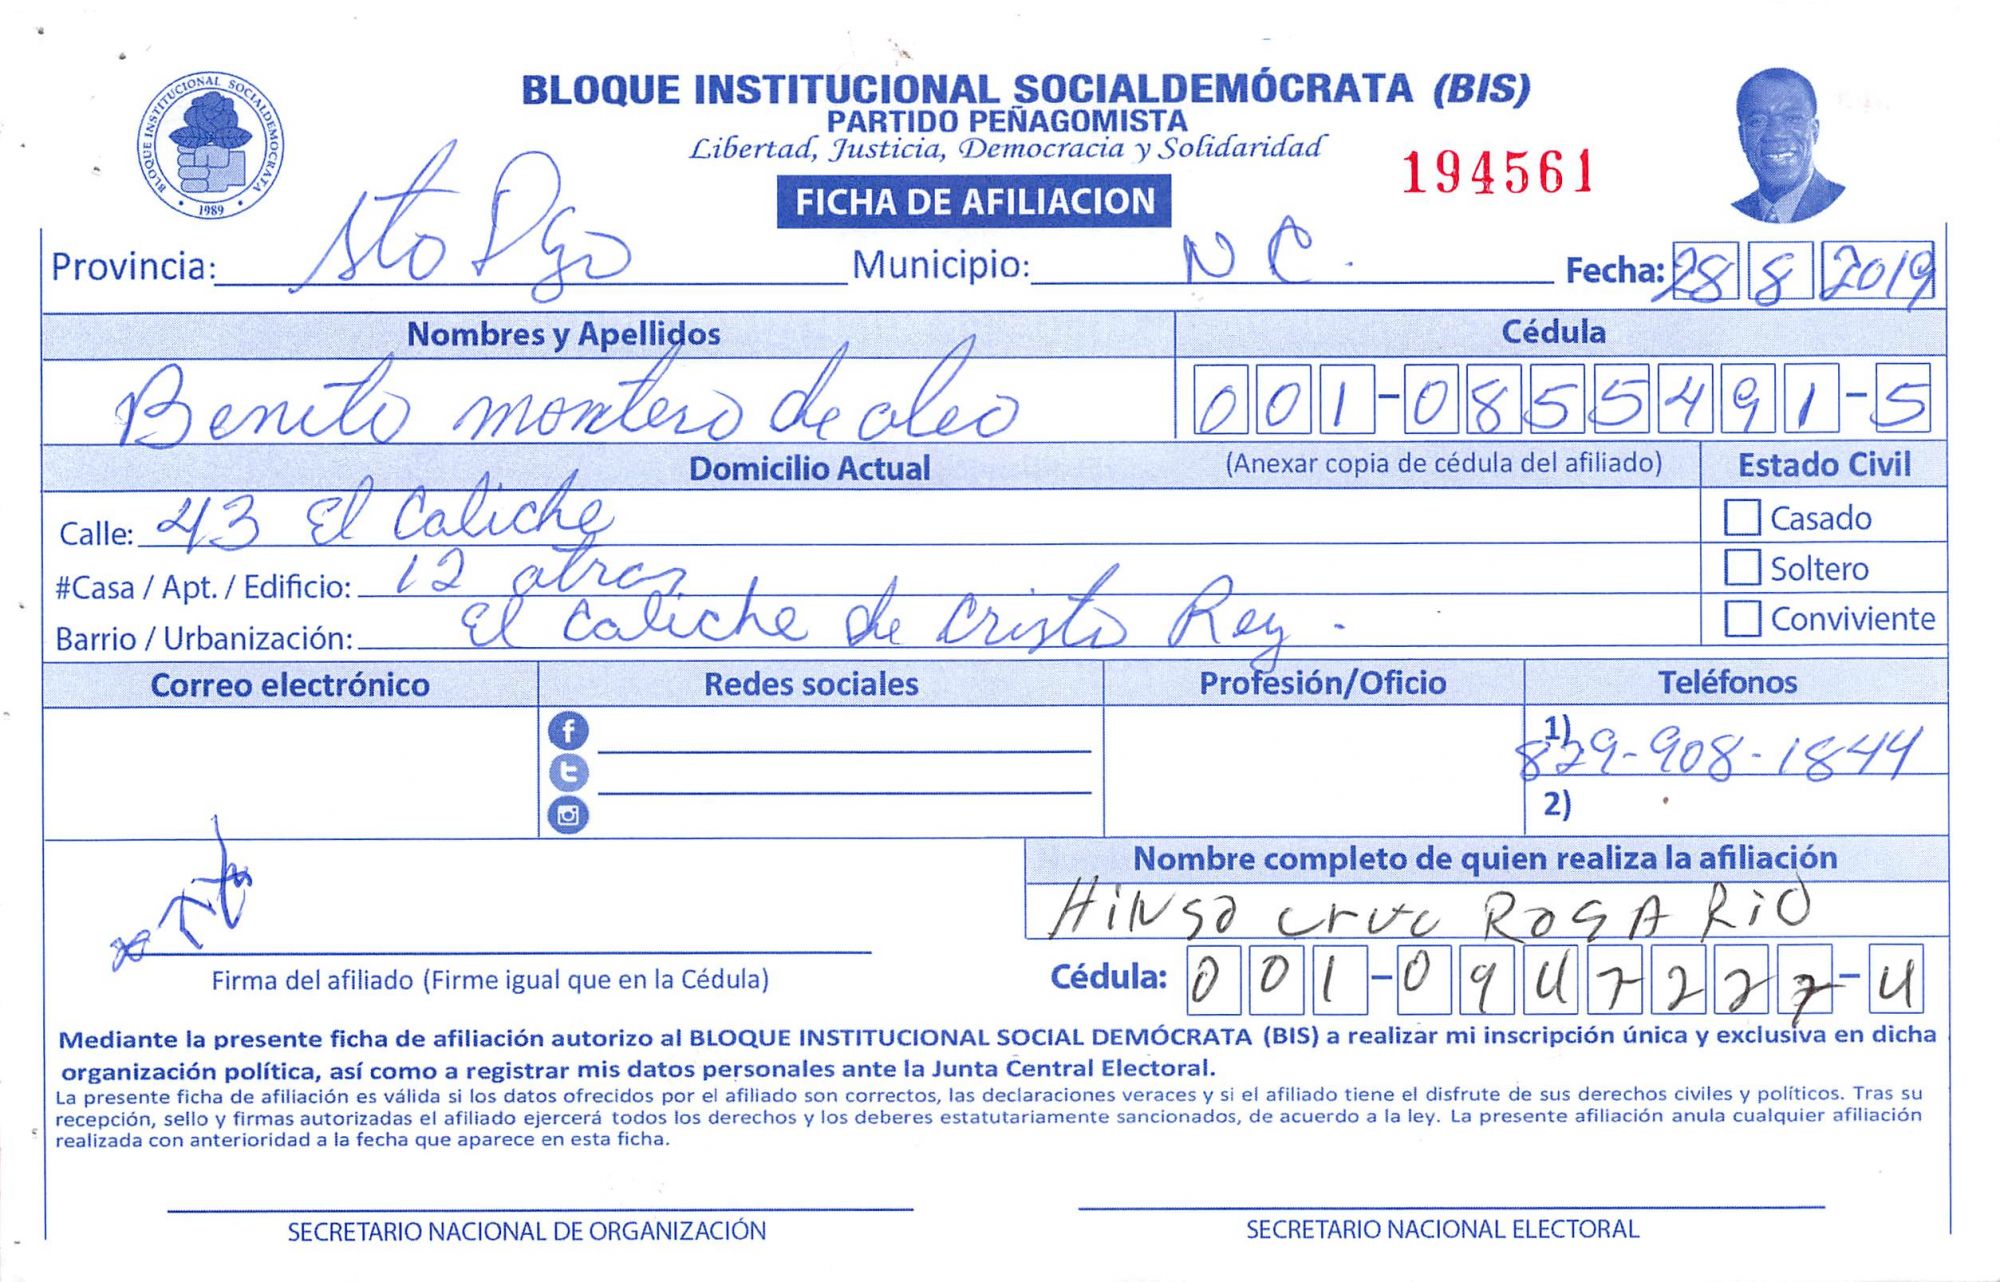 BLOQUE INSTITUCIONAL SOCIALDEMÓCRATA (BIS)
PARTIDO PEÑAGOMISTA
Libertad, Justicia, Democracia y Solidaridad
BLOQUE INSTITUCIONAL SOCIALDEMOCRATA
1989
194561
FICHA DE AFILIACION
Provincia: Sto Dgo Municipio: N C. Fecha: 28 8 2019
Nombres y Apellidos Cédula
Benito montero de oleo 001-0855491-5
Domicilio Actual (Anexar copia de cédula del afiliado) Estado Civil
Calle: 43 El Caliche Casado
#Casa / Apt. / Edificio: 12 atras Soltero
Barrio / Urbanización: El Caliche de Cristo Rey. Conviviente
Correo electrónico Redes sociales Profesión/Oficio Teléfonos
1) 829-908-1844
2)
Nombre completo de quien realiza la afiliación
cruc ROSARIO
Firma del afiliado (Firme igual que en la Cédula) Cédula: 001-0947222-4
Mediante la presente ficha de afiliación autorizo al BLOQUE INSTITUCIONAL SOCIAL DEMÓCRATA (BIS) a realizar mi inscripción única y exclusiva en dicha
organización política, así como a registrar mis datos personales ante la Junta Central Electoral.
La presente ficha de afiliación es válida si los datos ofrecidos por el afiliado son correctos, las declaraciones veraces y si el afiliado tiene el disfrute de sus derechos civiles y políticos. Tras su
recepción, sello y firmas autorizadas el afiliado ejercerá todos los derechos y los deberes estatutariamente sancionados, de acuerdo a la ley. La presente afiliación anula cualquier afiliación
realizada con anterioridad a la fecha que aparece en esta ficha.
SECRETARIO NACIONAL DE ORGANIZACIÓN SECRETARIO NACIONAL ELECTORAL